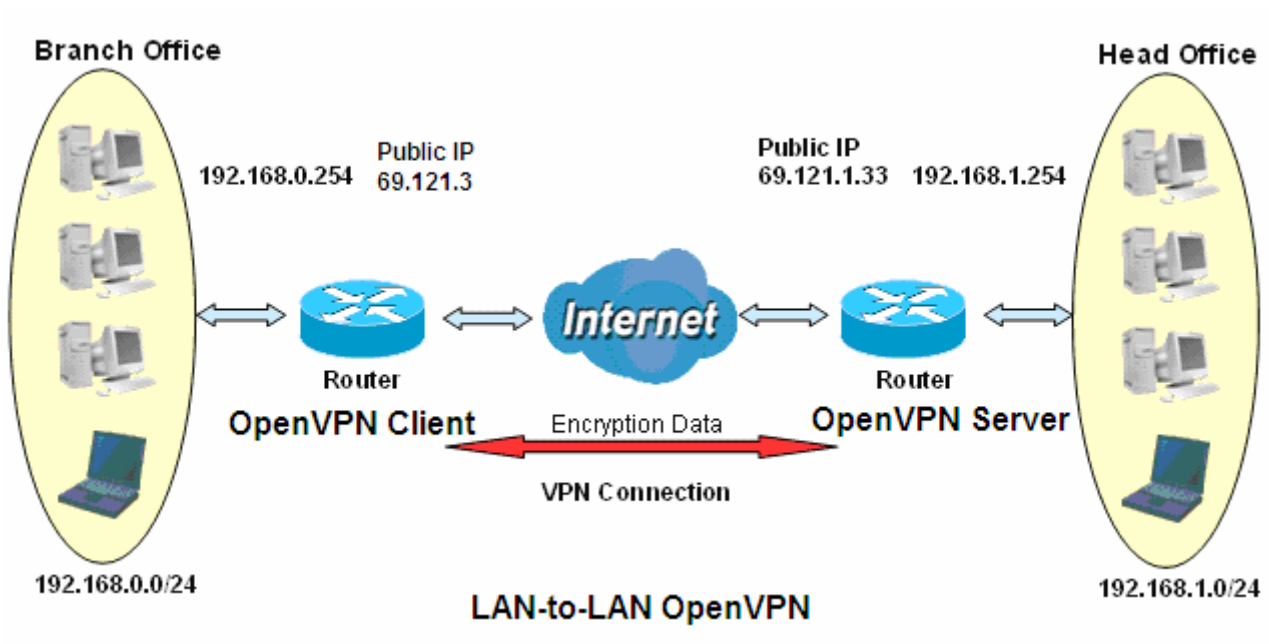 Branch Office
Head Office
192.168.0.254
Public IP
69.121.3
Public IP
69.121.1.33
192.168.1.254
Internet
Router
OpenVPN Client
Router
OpenVPN Server
Encryption Data
VPN Connection
192.168.0.0/24
192.168.1.0/24
LAN-to-LAN OpenVPN